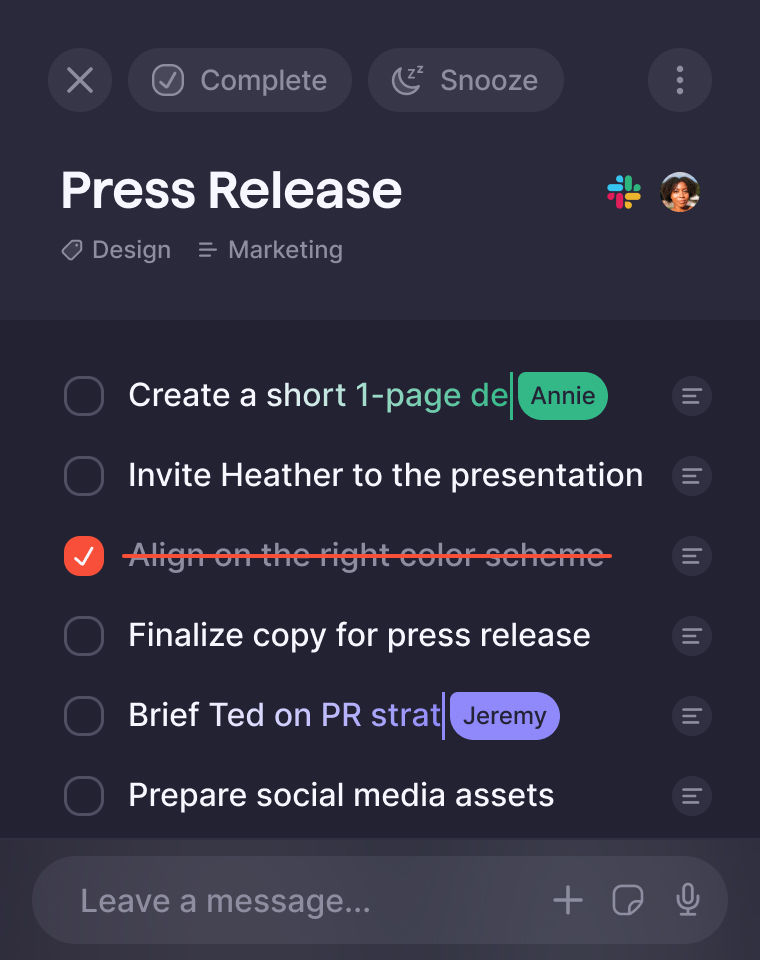 Complete
Snooze
Press Release
Design
Marketing
Create a short 1-page de
Annie
Invite Heather to the presentation
Align on the right color scheme
Finalize copy for press release
Brief Ted on PR strat
Jeremy
Prepare social media assets
Leave a message...